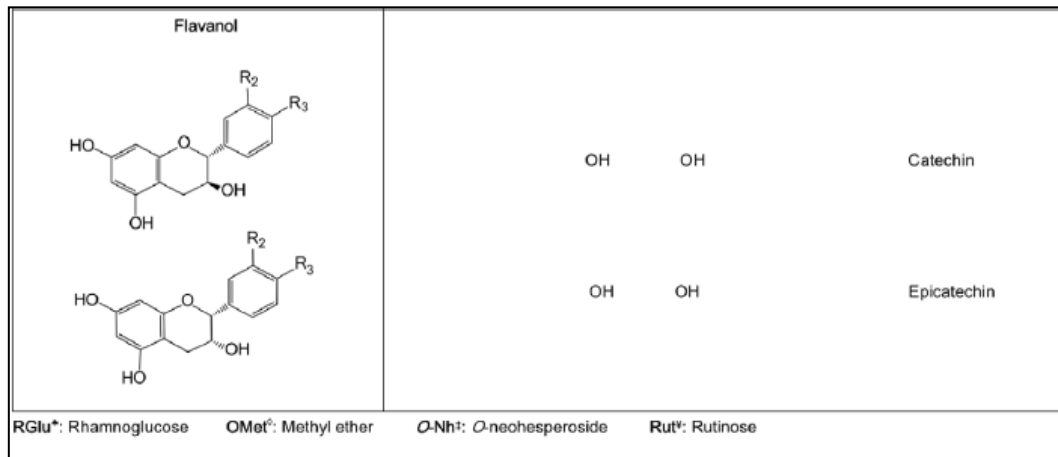 Flavanol
R2
R3
HO
O
OH
OH
OH OH Catechin
R2
R3
HO
O
OH
HO
OH OH Epicatechin
RGlu*: Rhamnoglucose OMet◊: Methyl ether O-Nh‡: O-neohesperoside Rut¥: Rutinose